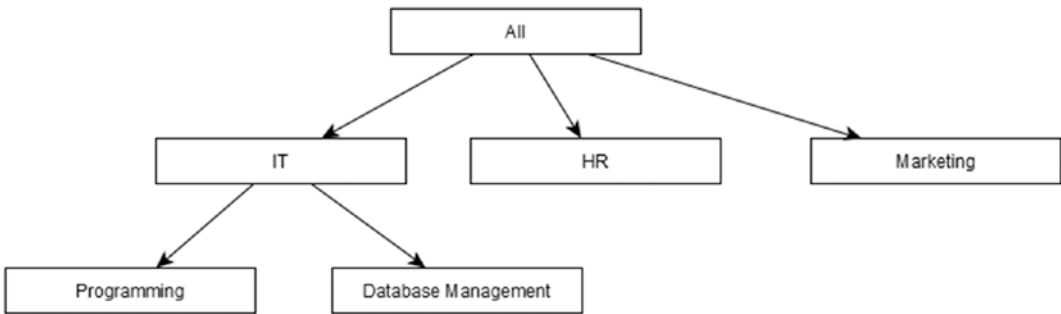 All
IT
HR
Marketing
Programming
Database Management